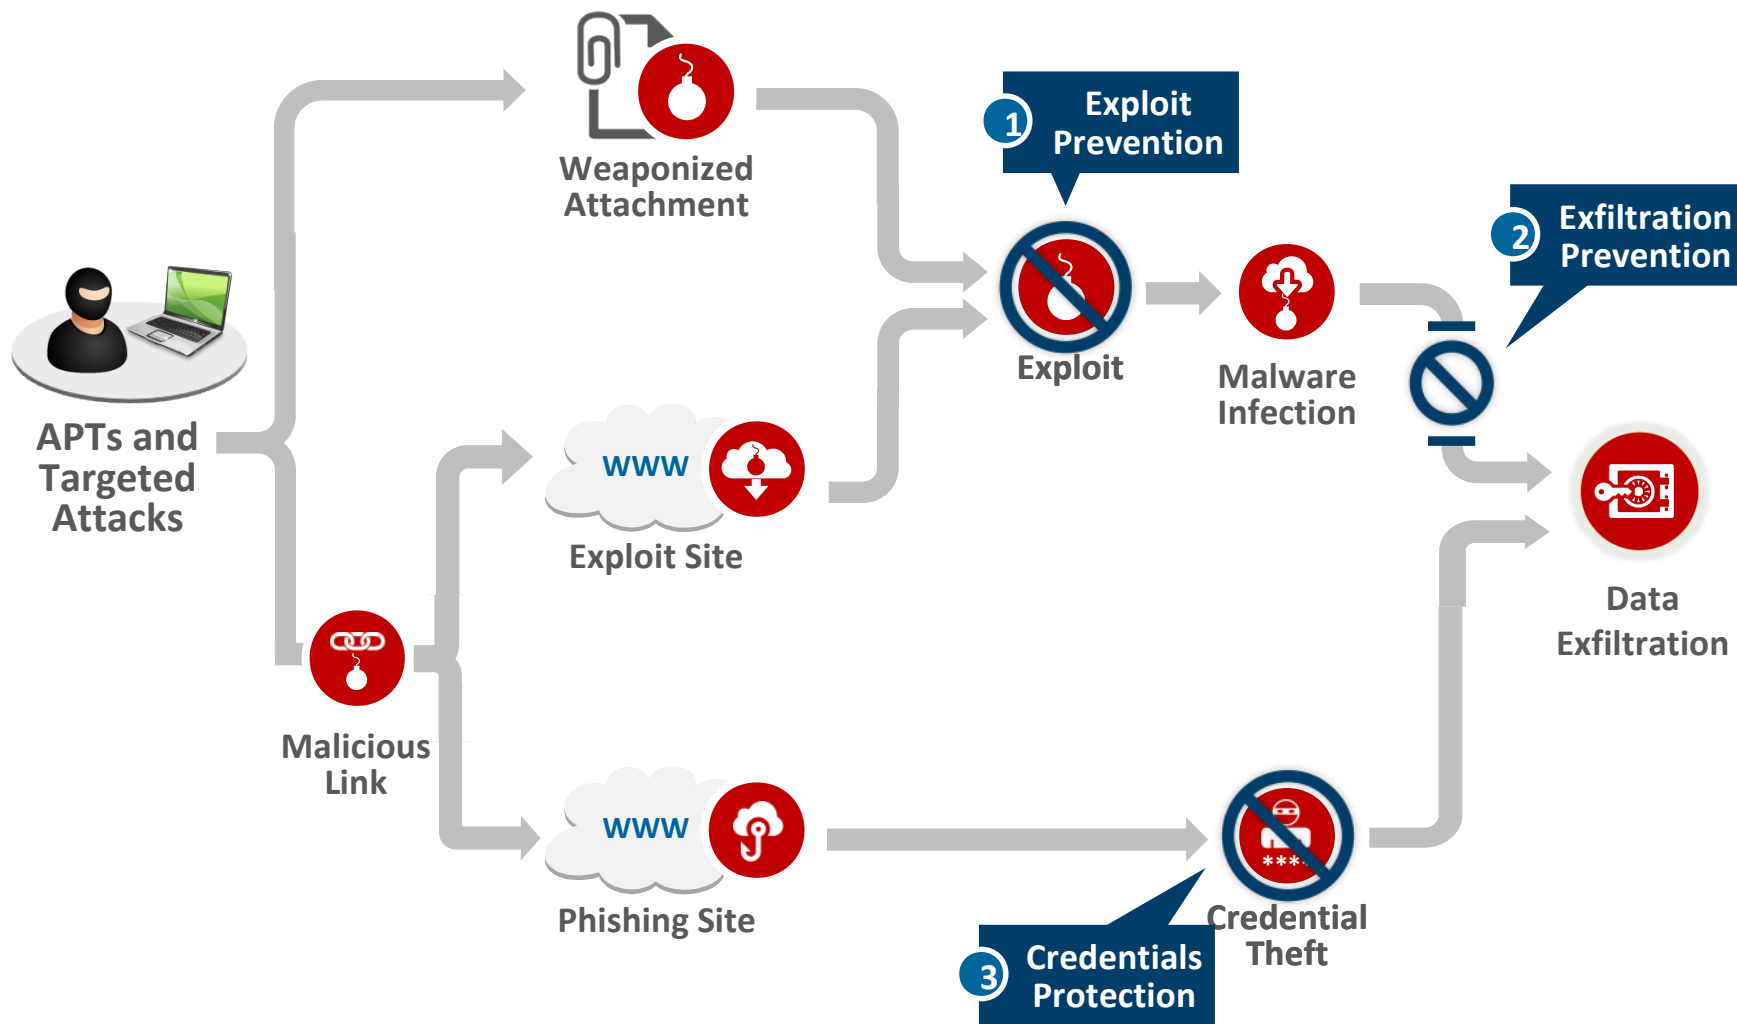 Weaponized
Attachment
1
Exploit
Prevention
2
Exfiltration
Prevention
Exploit
Malware
Infection
APTs and
Targeted
Attacks
WWW
Exploit Site
Data
Exfiltration
Malicious
Link
WWW
Phishing Site
****
Credential
Theft
3
Credentials
Protection